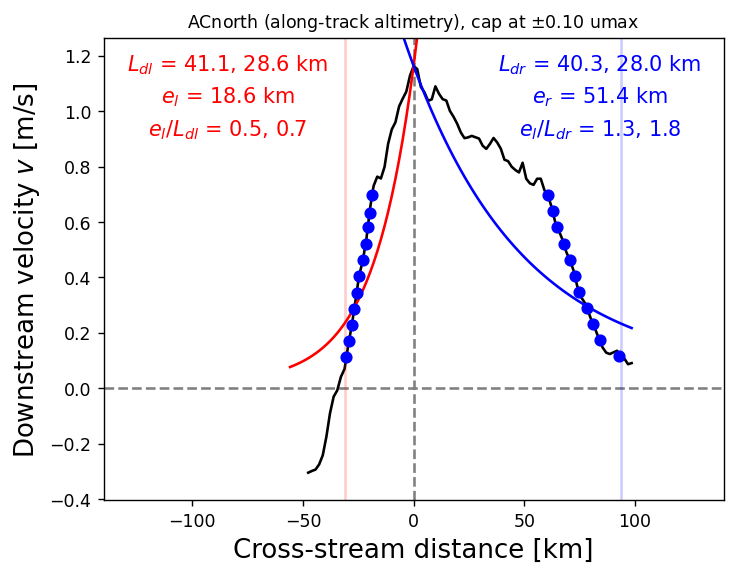 ACnorth (along-track altimetry), cap at ±0.10 umax
L_dl = 41.1, 28.6 km
e_l = 18.6 km
e_l/L_dl = 0.5, 0.7
L_dr = 40.3, 28.0 km
e_r = 51.4 km
e_l/L_dr = 1.3, 1.8
Downstream velocity v [m/s]
1.2
1.0
0.8
0.6
0.4
0.2
0.0
−0.2
−0.4
−100
−50
0
50
100
Cross-stream distance [km]